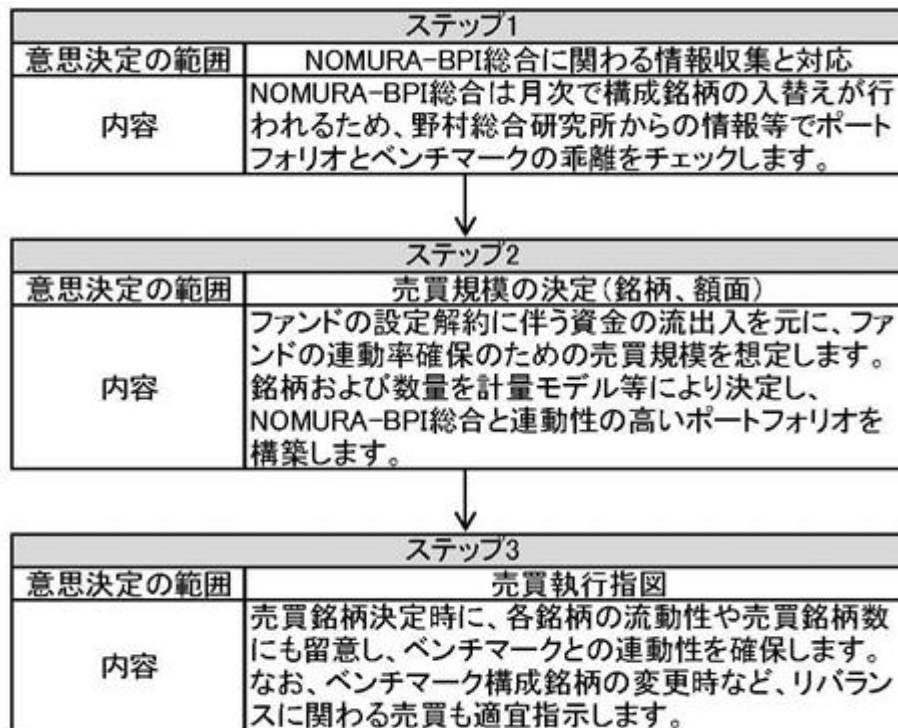 ステップ1
意思決定の範囲 NOMURA-BPI総合に関わる情報収集と対応
内容
NOMURA-BPI総合は月次で構成銘柄の入替えが行
われるため、野村総合研究所からの情報等でポート
フォリオとベンチマークの乖離をチェックします。
ステップ2
意思決定の範囲 売買規模の決定(銘柄、額面)
内容
ファンドの設定解約に伴う資金の流出入を元に、ファ
ンドの連動率確保のための売買規模を想定します。
銘柄および数量を計量モデル等により決定し、
NOMURA-BPI総合と連動性の高いポートフォリオを
構築します。
ステップ3
意思決定の範囲 売買執行指図
内容
売買銘柄決定時に、各銘柄の流動性や売買銘柄数
にも留意し、ベンチマークとの連動性を確保します。
なお、ベンチマーク構成銘柄の変更時など、リバラン
スに関わる売買も適宜指示します。